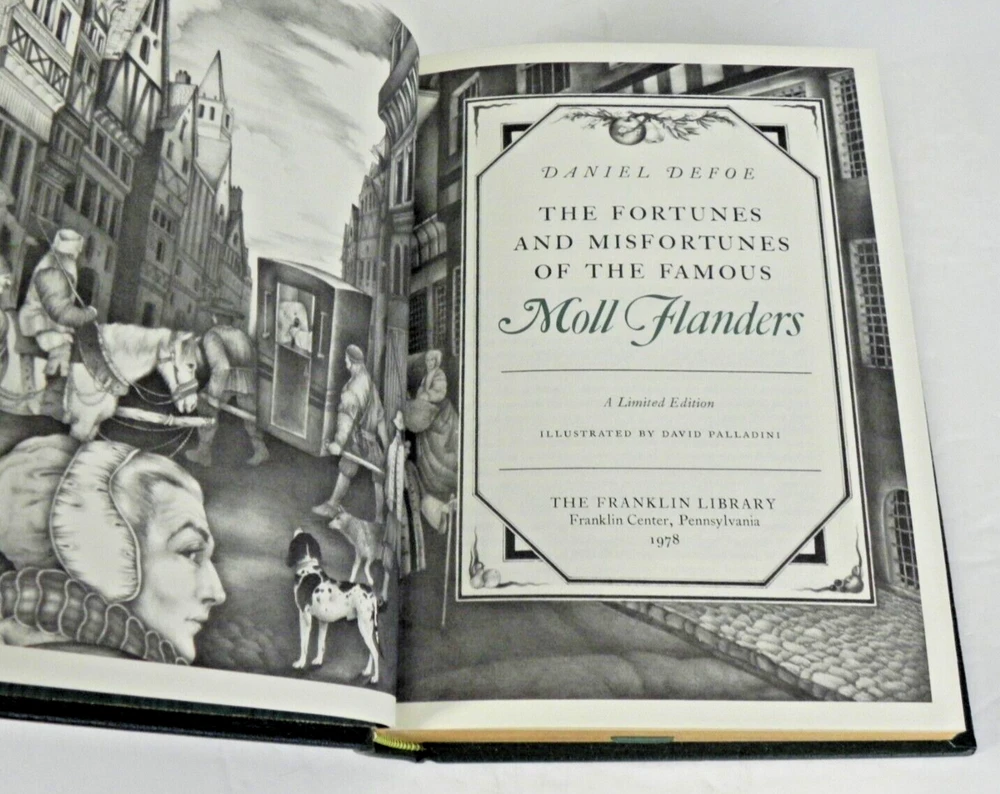 DANIEL DEFOE
THE FORTUNES
AND MISFORTUNES
OF THE FAMOUS
Moll Flanders
A Limited Edition
ILLUSTRATED BY DAVID PALLADINI
THE FRANKLIN LIBRARY
Franklin Center, Pennsylvania
1978